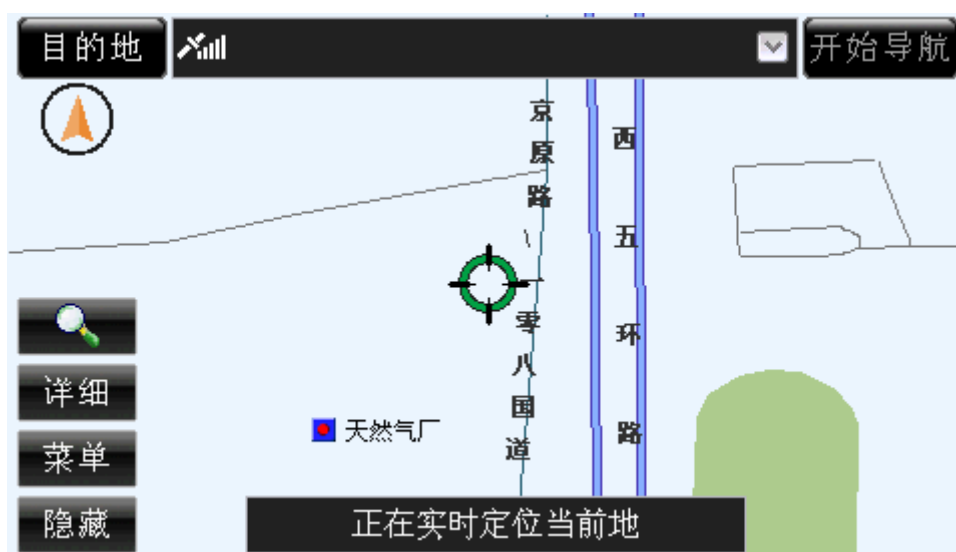 目的地
开始导航
京原路\一零八国道
西五环路
详细
天然气厂
菜单
隐藏
正在实时定位当前地